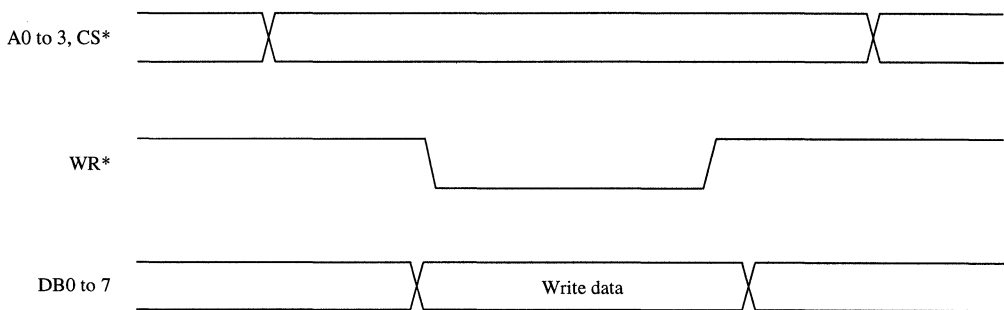 A0 to 3, CS*
WR*
DB0 to 7
Write data